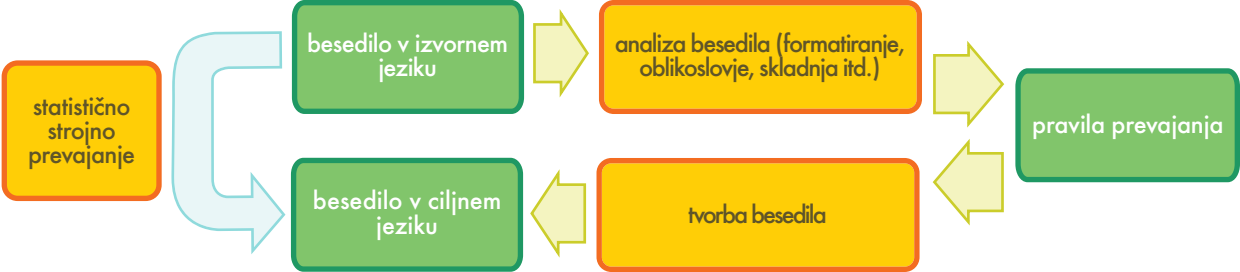 statistično
strojno
prevajanje
besedilo v izvornem
jeziku
analiza besedila (formatiranje,
oblikoslovje, skladnja itd.)
pravila prevajanja
tvorba besedila
besedilo v ciljnem
jeziku